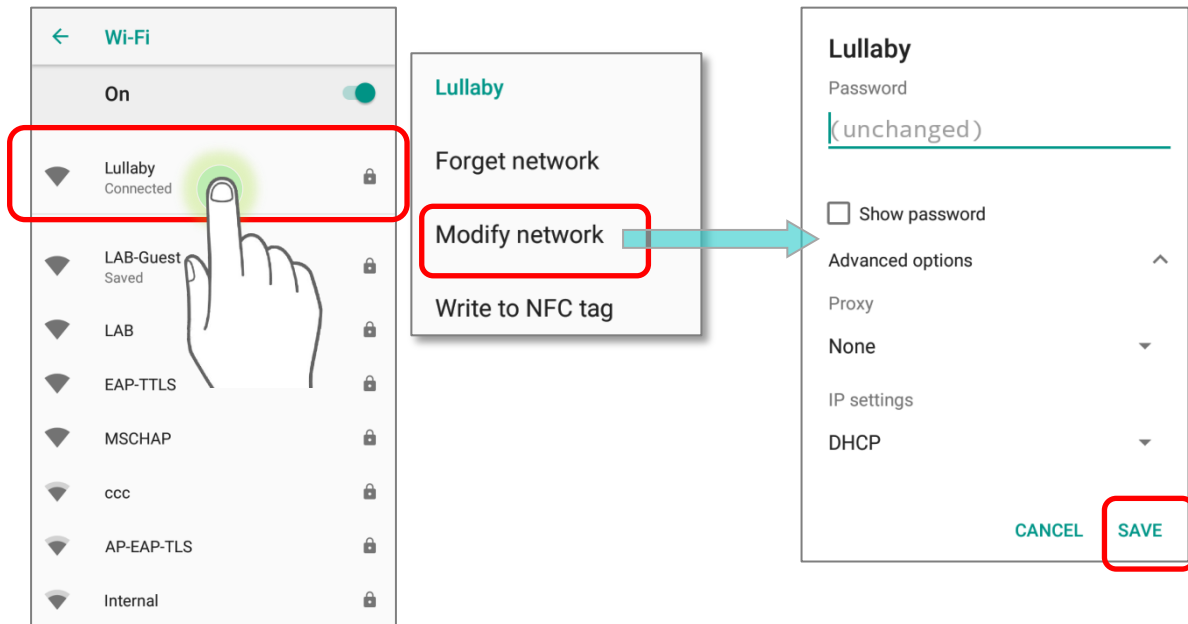 Wi-Fi
On
Lullaby
Connected
LAB-Guest
Saved
LAB
EAP-TTLS
MSCHAP
ccc
AP-EAP-TLS
Internal
Lullaby
Forget network
Modify network
Write to NFC tag
Lullaby
Password
(unchanged)
Show password
Advanced options
Proxy
None
IP settings
DHCP
CANCEL SAVE